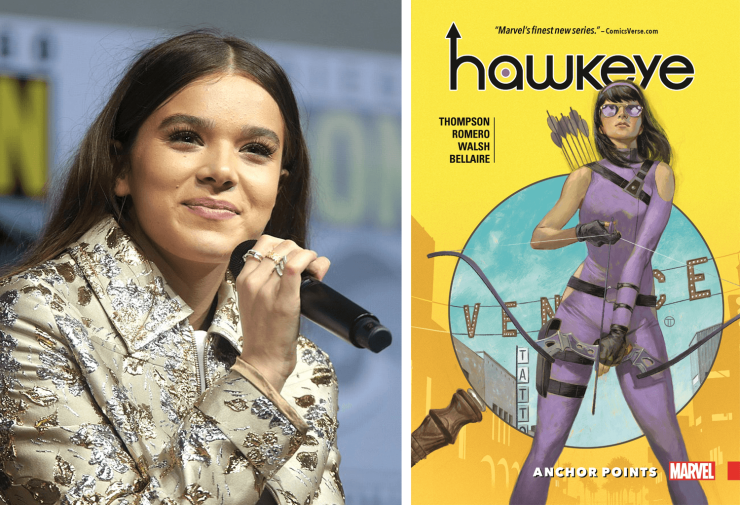 "Marvel's finest new series." – ComicsVerse.com
hawkeye
THOMPSON
ROMERO
WALSH
BELLAIRE
VENICE
TATTO
ANCHOR POINTS
MARVEL